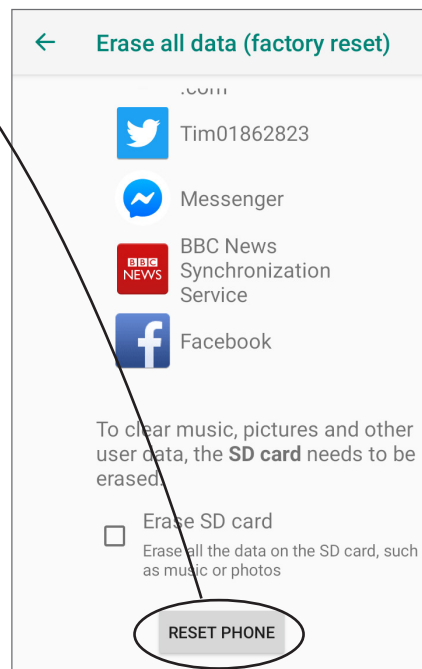 Erase all data (factory reset)
.com
Tim01862823
Messenger
BBC
NEWS
BBC News
Synchronization
Service
f
Facebook
To clear music, pictures and other
user data, the SD card needs to be
erased.
Erase SD card
Erase all the data on the SD card, such
as music or photos
RESET PHONE